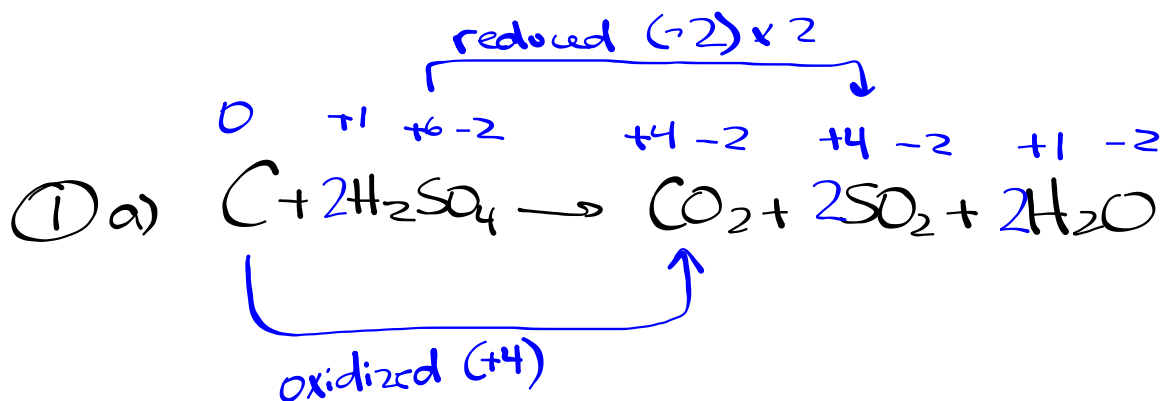 reduced (-2) x 2
0 +1 +6 -2 +4 -2 +4 -2 +1 -2
① a) C + 2H₂SO₄ → CO₂ + 2SO₂ + 2H₂O
oxidized (+4)